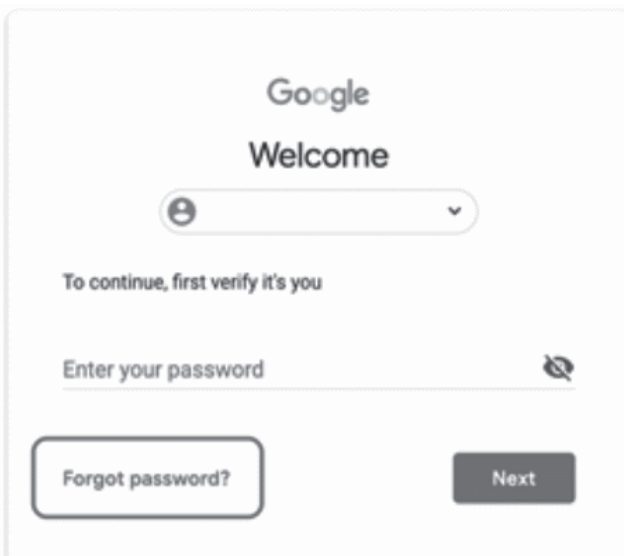 Google
Welcome
To continue, first verify it's you
Enter your password
Forgot password?
Next